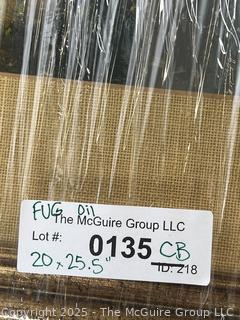 FUG Oil
The McGuire Group LLC
Lot #: 0135 CB
ID: 218
20 x 25.5"
Copyright 2025 - The McGuire Group LLC